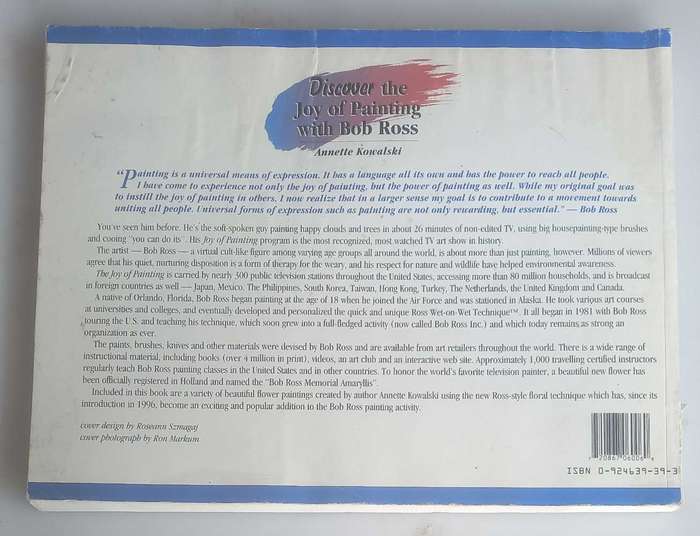 Discover the
Joy of Painting
with Bob Ross
Annette Kowalski
“Painting is a universal means of expression. It has a language all its own and has the power to reach all people.
I have come to experience not only the joy of painting, but the power of painting as well. While my original goal was
to instill the joy of painting in others, I now realize that in a larger sense my goal is to contribute to a movement towards
uniting all people. Universal forms of expression such as painting are not only rewarding, but essential.” — Bob Ross
You've seen him before. He's the soft-spoken guy painting happy clouds and trees in about 26 minutes of non-edited TV, using big housepainting-type brushes
and cooing "you can do its". His Joy of Painting program is the most recognized, most watched TV art show in history.
The artist — Bob Ross — a virtual cult-like figure among varying age groups all around the world, is about more than just painting, however. Millions of viewers
agree that his quiet, nurturing disposition is a form of therapy for the weary, and his respect for nature and wildlife have helped environmental awareness.
The Joy of Painting is carried by nearly 300 public television stations throughout the United States, accessing more than 80 million households, and is broadcast
in foreign countries as well — Japan, Mexico, The Philippines, South Korea, Taiwan, Hong Kong, Turkey, The Netherlands, the United Kingdom and Canada.
A native of Orlando, Florida, Bob Ross began painting at the age of 18 when he joined the Air Force and was stationed in Alaska. He took various art courses
at universities and colleges, and eventually developed and personalized the quick and unique Ross Wet-on-Wet Technique™. It all began in 1981 with Bob Ross
touring the U.S. and teaching his technique, which soon grew into a full-fledged activity (now called Bob Ross Inc.) and which today remains as strong an
organization as ever.
The paints, brushes, knives and other materials were devised by Bob Ross and are available from art retailers throughout the world. There is a wide range of
instructional material, including books (over 4 million in print), videos, an art club and an interactive web site. Approximately 1,000 travelling certified instructors
regularly teach Bob Ross painting classes in the United States and in other countries. To honor the world's favorite television painter, a beautiful new flower has
been officially registered in Holland and named the "Bob Ross Memorial Amaryllis".
Included in this book are a variety of beautiful flower paintings created by author Annette Kowalski using the new Ross-style floral technique which has, since its
introduction in 1996, become an exciting and popular addition to the Bob Ross painting activity.
cover design by Roseann Szmagaj
cover photograph by Ron Markum
7 20867 06006 6
ISBN 0-924639-39-3